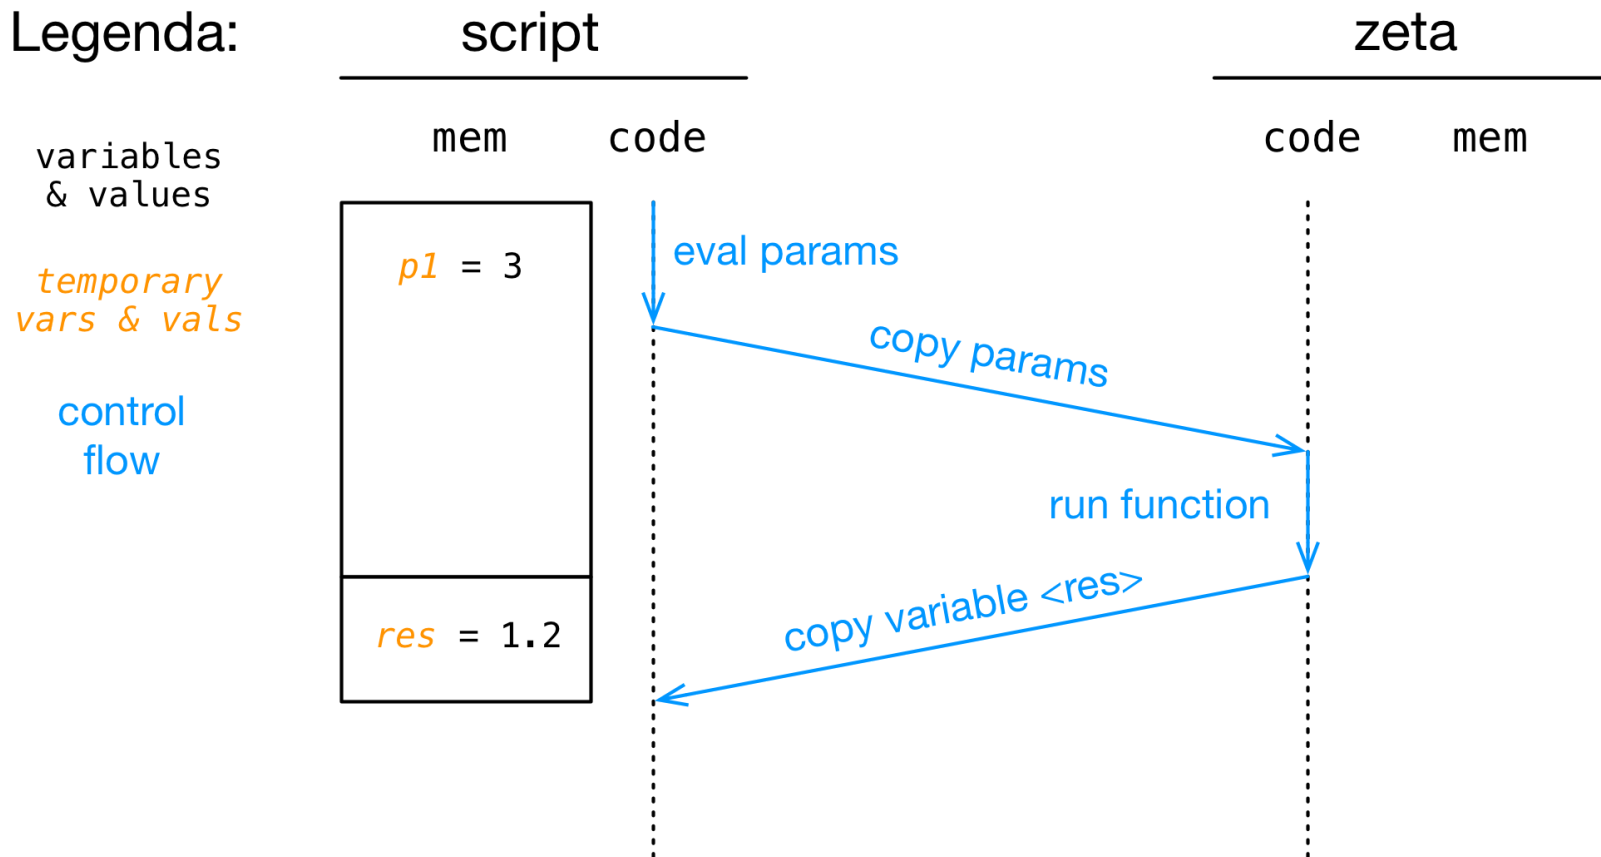 Legenda:
script
zeta
mem
code
code
mem
variables
& values
temporary
vars & vals
control
flow
p1 = 3
eval params
copy params
run function
copy variable <res>
res = 1.2